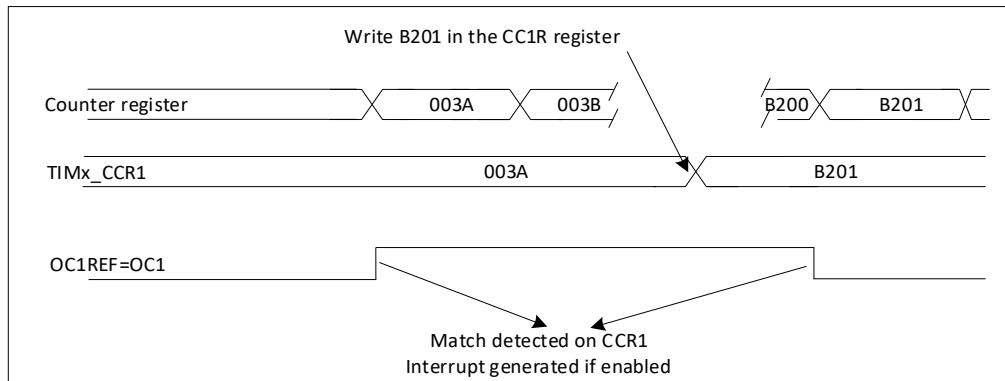 Write B201 in the CC1R register
Counter register 003A 003B B200 B201
TIMx_CCR1 003A B201
OC1REF=OC1
Match detected on CCR1
Interrupt generated if enabled